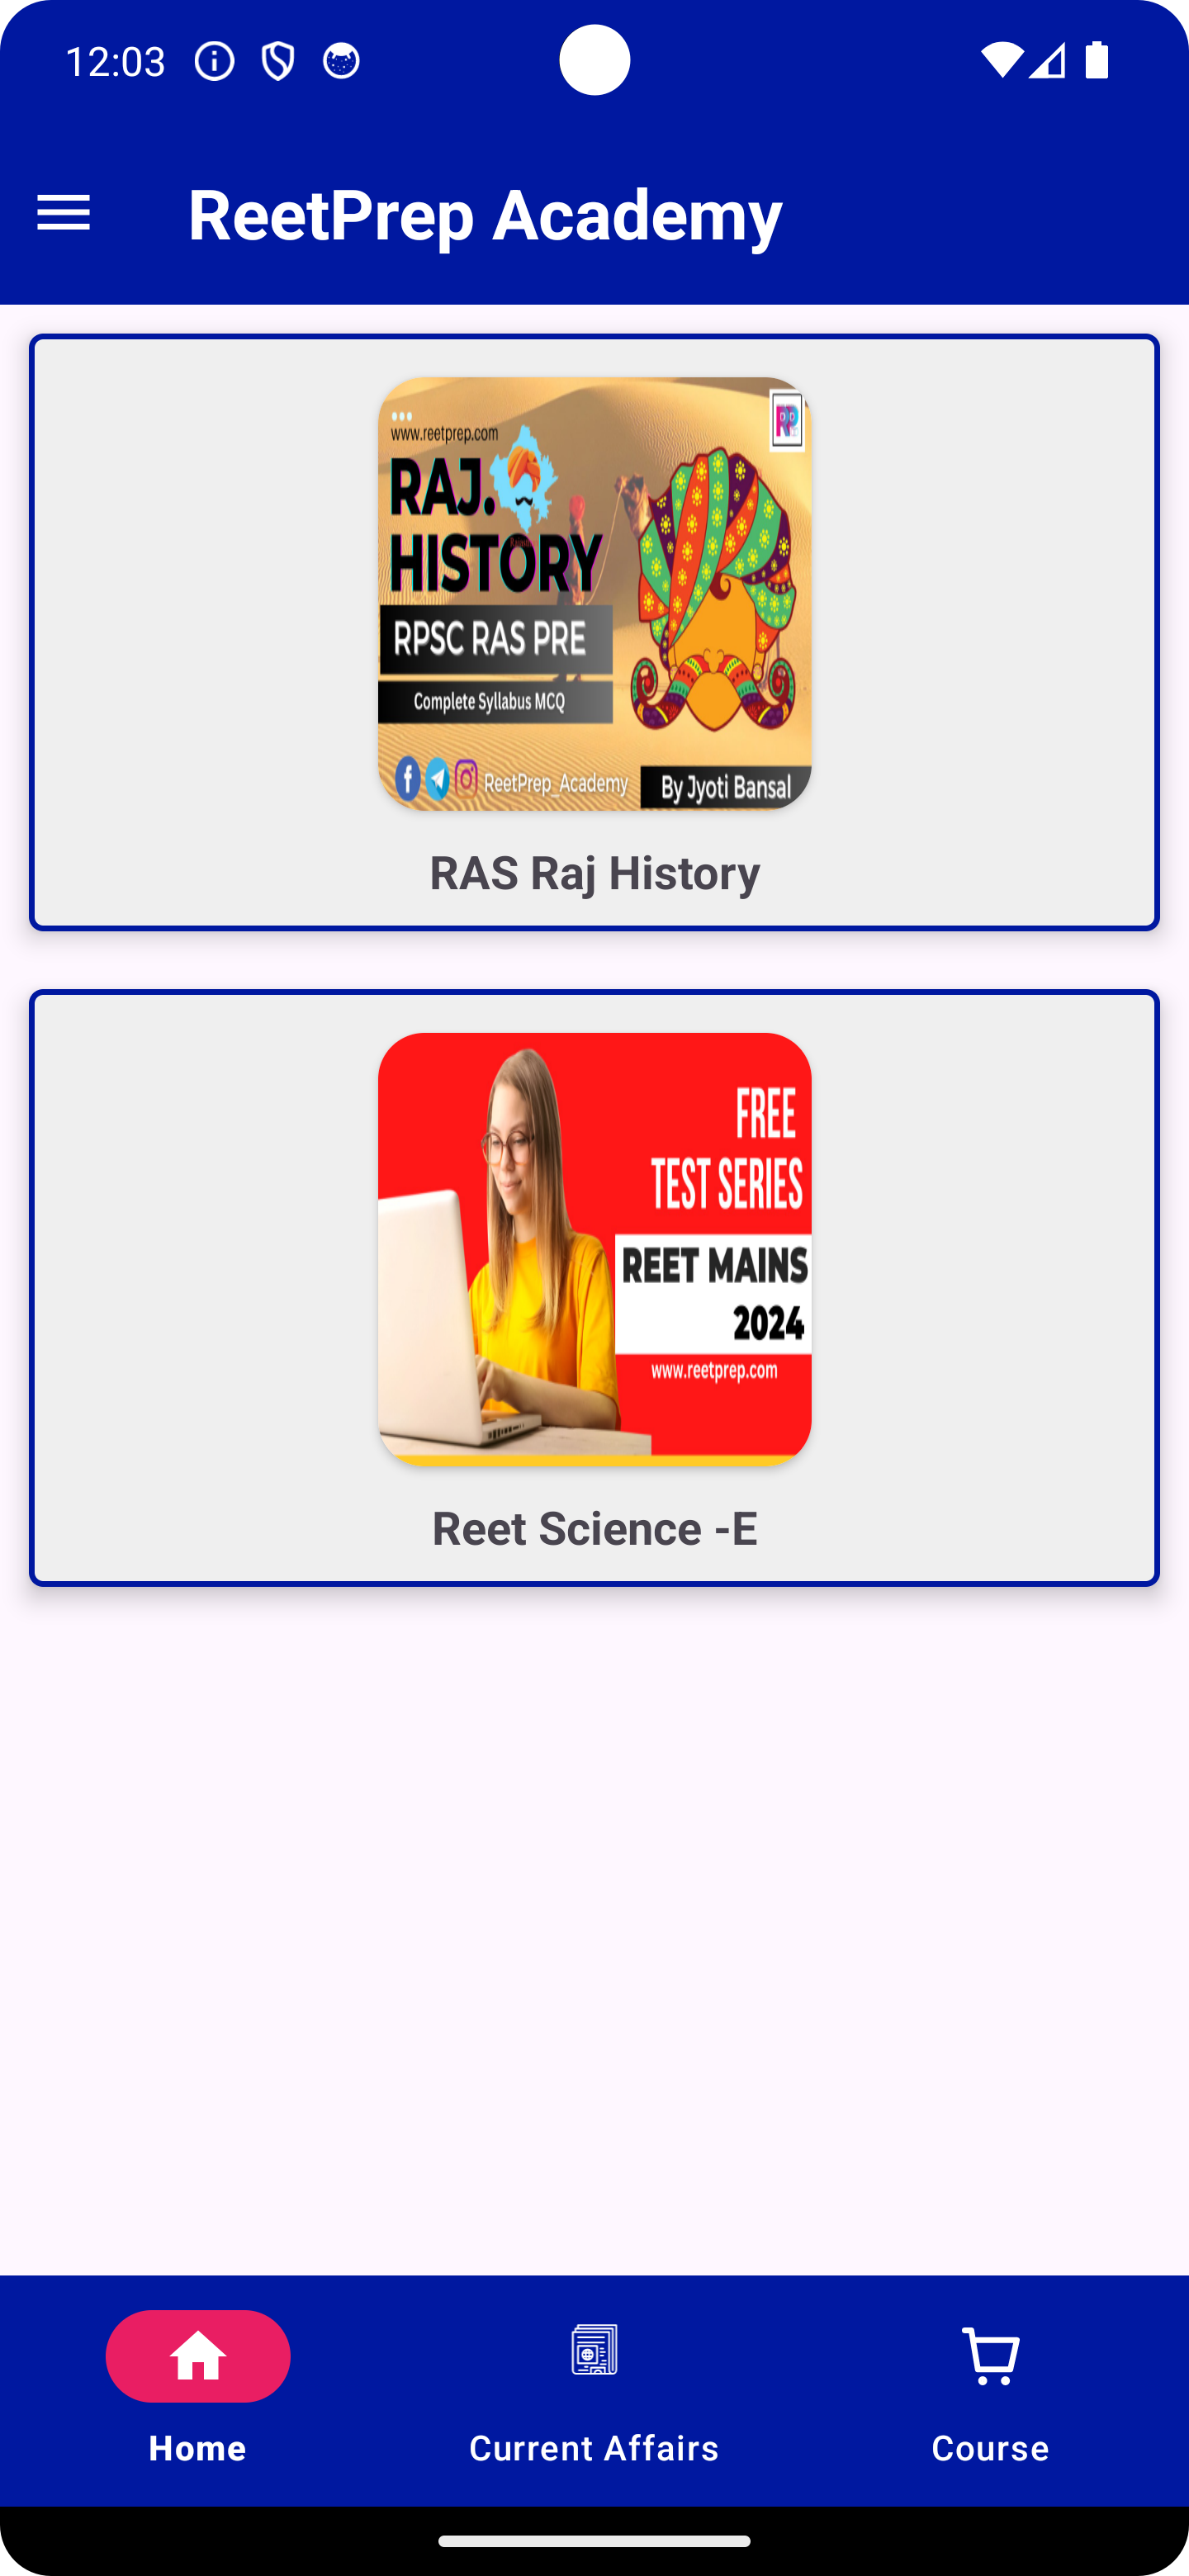 12:03
ReetPrep Academy
www.reetprep.com
RP
RAJ.
HISTORY
RPSC RAS PRE
Complete Syllabus MCQ
ReetPrep_Academy
By Jyoti Bansal
RAS Raj History
FREE
TEST SERIES
REET MAINS
2024
www.reetprep.com
Reet Science -E
Home
Current Affairs
Course